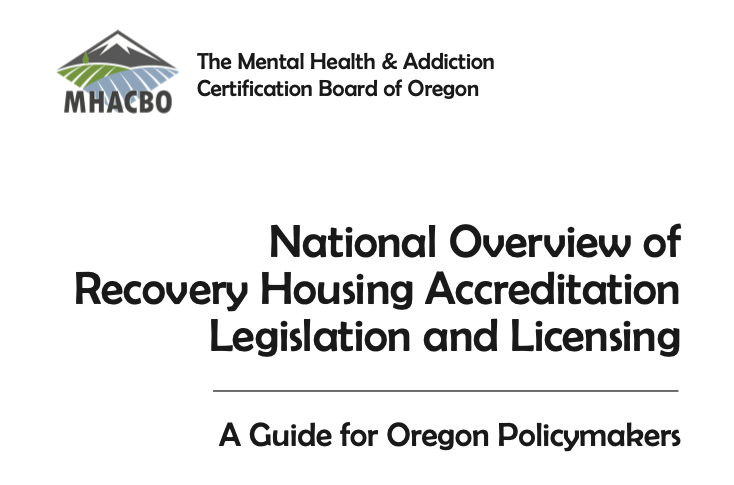 MHACBO
The Mental Health & Addiction
Certification Board of Oregon
National Overview of
Recovery Housing Accreditation
Legislation and Licensing
A Guide for Oregon Policymakers